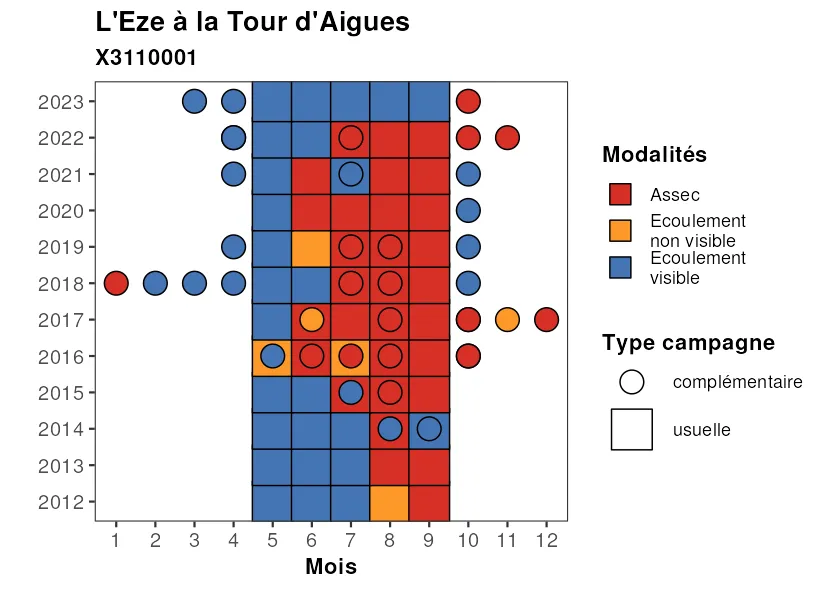 L'Eze à la Tour d'Aigues
X3110001
2023
2022
2021
2020
2019
2018
2017
2016
2015
2014
2013
2012
1 2 3 4 5 6 7 8 9 10 11 12
Mois
Modalités
Assec
Ecoulement
non visible
Ecoulement
visible
Type campagne
complémentaire
usuelle